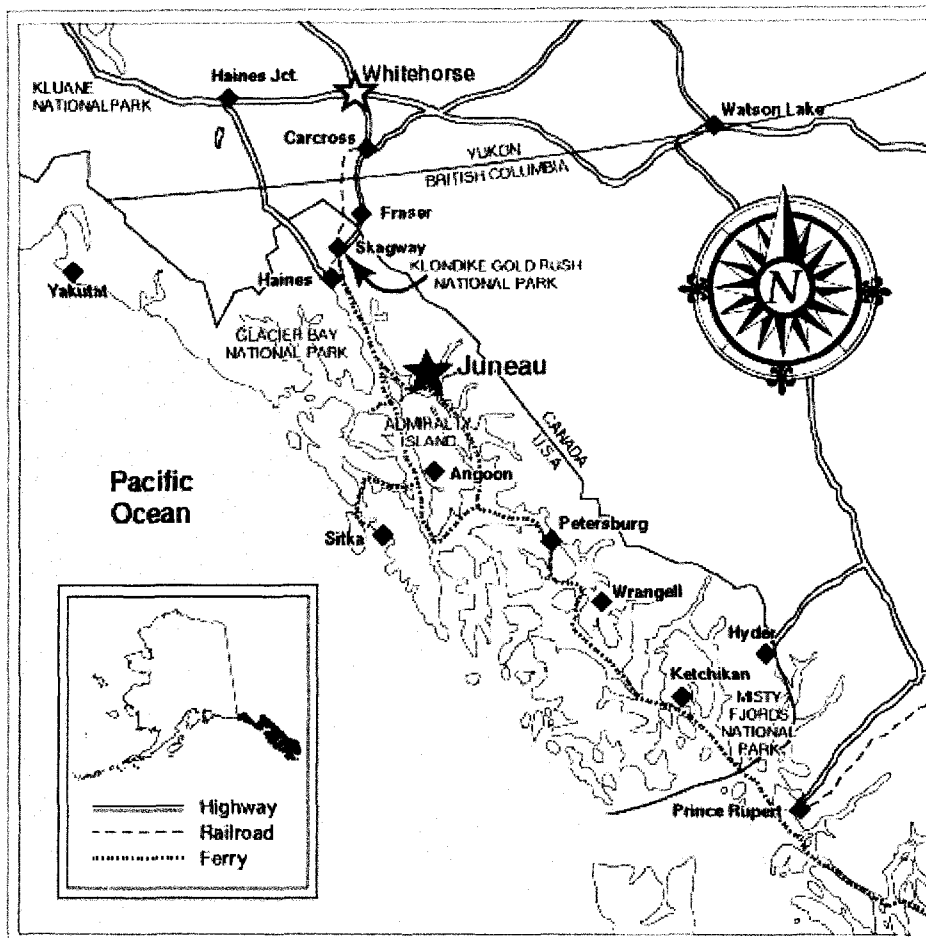 Haines Jct.
Whitehorse
KLUANE
NATIONAL PARK
Watson Lake
Carcross
YUKON
BRITISH COLUMBIA
Fraser
Skagway
KLONDIKE GOLD RUSH
NATIONAL PARK
Haines
Yakutat
N
GLACIER BAY
NATIONAL PARK
Juneau
ADMIRALTY
ISLAND
CANADA
U.S.A
Angoon
Pacific
Ocean
Sitka
Petersburg
Wrangell
Hyder
Ketchikan
MISTY
FJORDS
NATIONAL
PARK
Prince Rupert
Highway
Railroad
Ferry